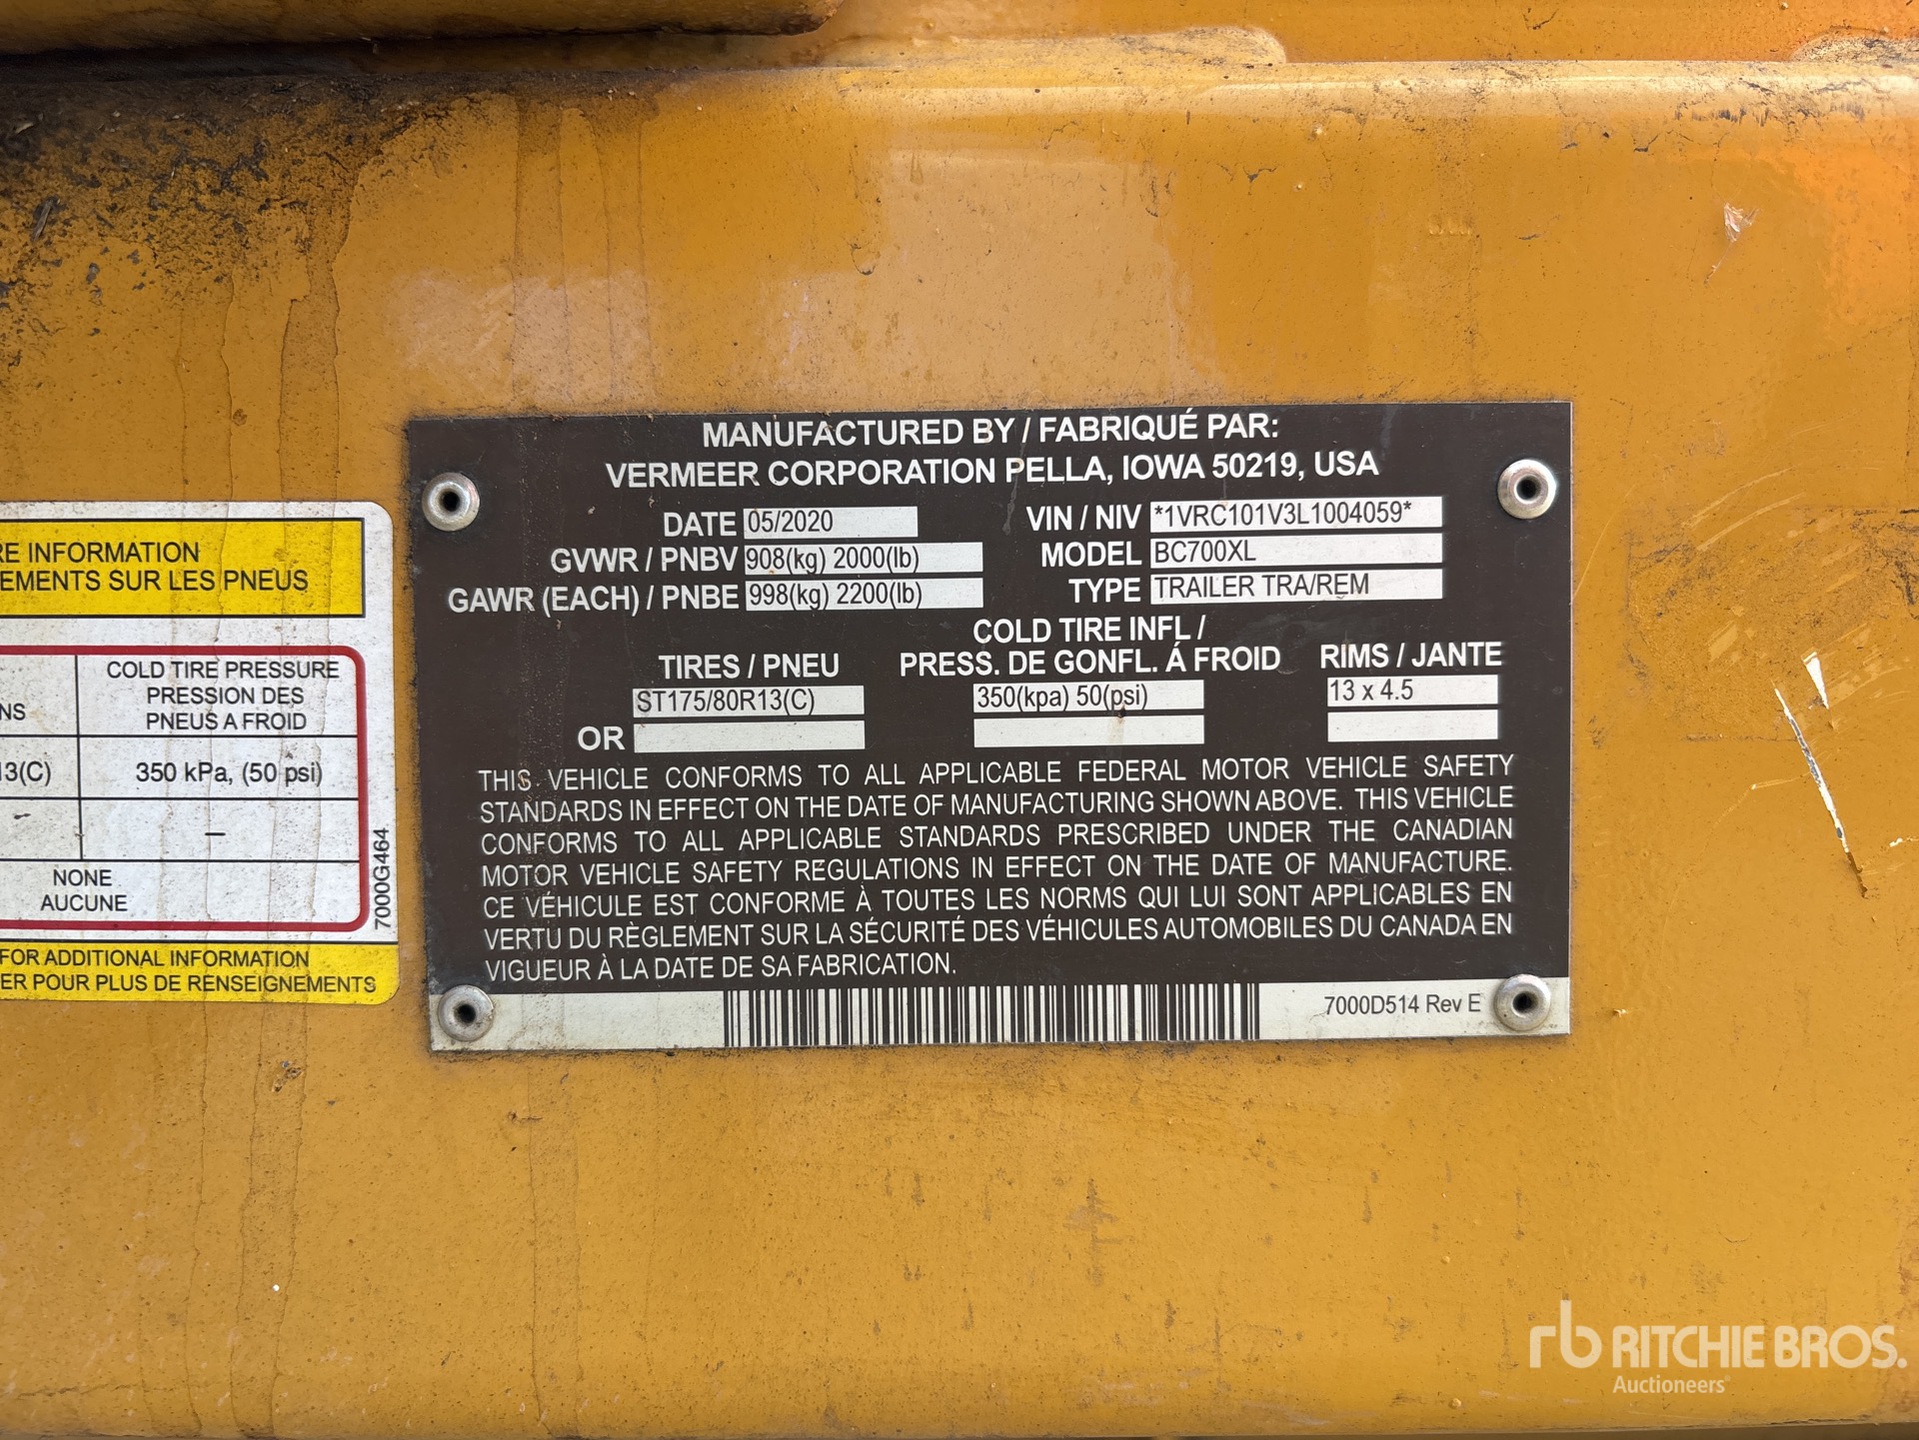 MANUFACTURED BY / FABRIQUÉ PAR:
VERMEER CORPORATION PELLA, IOWA 50219, USA
DATE 05/2020
VIN / NIV *1VRC101V3L1004059*
GVWR / PNBV 908(kg) 2000(lb)
MODEL BC700XL
GAWR (EACH) / PNBE 998(kg) 2200(lb)
TYPE TRAILER TRA/REM
TIRES / PNEU
COLD TIRE INFL /
PRESS. DE GONFL. Á FROID
RIMS / JANTE
ST175/80R13(C)
350(kpa) 50(psi)
13 x 4.5
OR
THIS VEHICLE CONFORMS TO ALL APPLICABLE FEDERAL MOTOR VEHICLE SAFETY
STANDARDS IN EFFECT ON THE DATE OF MANUFACTURING SHOWN ABOVE. THIS VEHICLE
CONFORMS TO ALL APPLICABLE STANDARDS PRESCRIBED UNDER THE CANADIAN
MOTOR VEHICLE SAFETY REGULATIONS IN EFFECT ON THE DATE OF MANUFACTURE.
CE VÉHICULE EST CONFORME À TOUTES LES NORMS QUI LUI SONT APPLICABLES EN
VERTU DU RÈGLEMENT SUR LA SÉCURITÉ DES VÉHICULES AUTOMOBILES DU CANADA EN
VIGUEUR À LA DATE DE SA FABRICATION.
7000D514 Rev E
RE INFORMATION
EMENTS SUR LES PNEUS
NS
COLD TIRE PRESSURE
PRESSION DES
PNEUS A FROID
13(C)
350 kPa, (50 psi)
– –
NONE
AUCUNE
7000G464
FOR ADDITIONAL INFORMATION
ER POUR PLUS DE RENSEIGNEMENTS
rb RITCHIE BROS.
Auctioneers